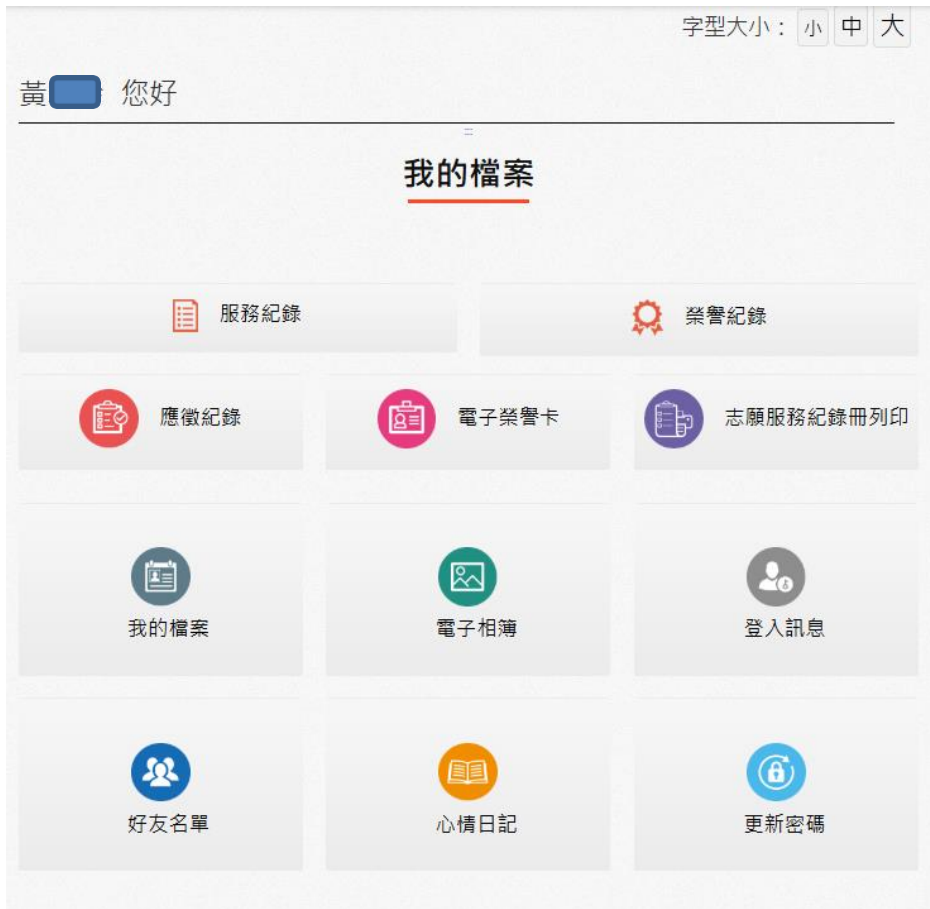 字型大小： 小 中 大
黃 您好
我的檔案
服務紀錄
榮譽紀錄
應徵紀錄
電子榮譽卡
志願服務紀錄冊列印
我的檔案
電子相簿
登入訊息
好友名單
心情日記
更新密碼